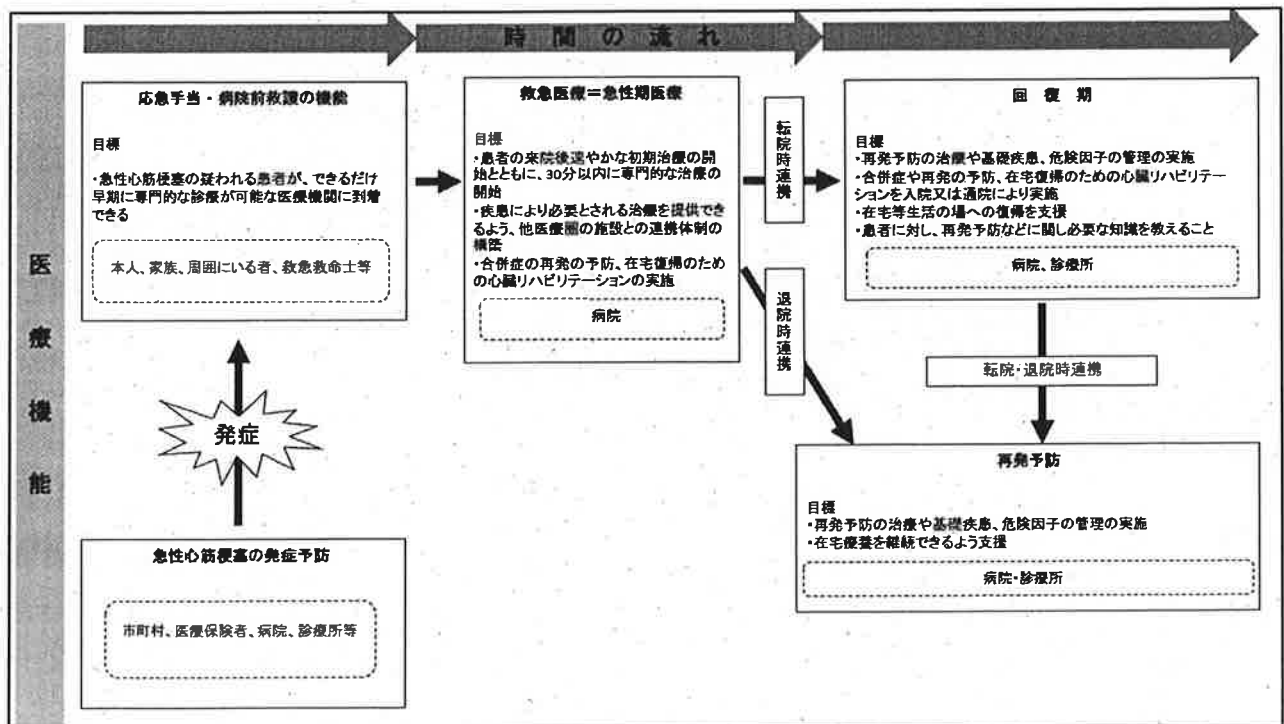 時間の流れ
医療機能
応急手当・病院前救護の機能
目標
・急性心筋梗塞の疑われる患者が、できるだけ
早期に専門的な診療が可能な医療機関に到着
できる
本人、家族、周囲にいる者、救急救命士等
発症
急性心筋梗塞の発症予防
市町村、医療保険者、病院、診療所等
救急医療＝急性期医療
目標
・患者の来院後速やかな初期治療の開
始とともに、30分以内に専門的な治療の
開始
・疾患により必要とされる治療を提供でき
るよう、他医療圏の施設との連携体制の
構築
・合併症の再発の予防、在宅復帰のため
の心臓リハビリテーションの実施
病院
転院時連携
退院時連携
回復期
目標
・再発予防の治療や基礎疾患、危険因子の管理の実施
・合併症や再発の予防、在宅復帰のための心臓リハビリテー
ションを入院又は通院により実施
・在宅等生活の場への復帰を支援
・患者に対し、再発予防などに関し必要な知識を教えること
病院、診療所
転院・退院時連携
再発予防
目標
・再発予防の治療や基礎疾患、危険因子の管理の実施
・在宅療養を継続できるよう支援
病院・診療所